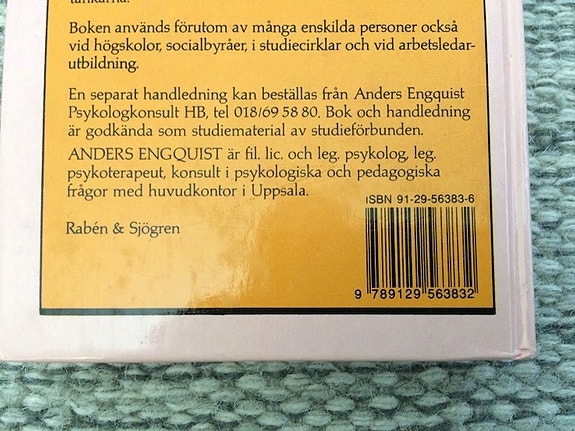 tankarna.
Boken används förutom av många enskilda personer också
vid högskolor, socialbyråer, i studiecirklar och vid arbetsledar-
utbildning.
En separat handledning kan beställas från Anders Engquist
Psykologkonsult HB, tel 018/69 58 80. Bok och handledning
är godkända som studiematerial av studieförbunden.
ANDERS ENGQUIST är fil. lic. och leg. psykolog, leg.
psykoterapeut, konsult i psykologiska och pedagogiska
frågor med huvudkontor i Uppsala.
ISBN 91-29-56383-6
Rabén & Sjögren
9 789129 563832